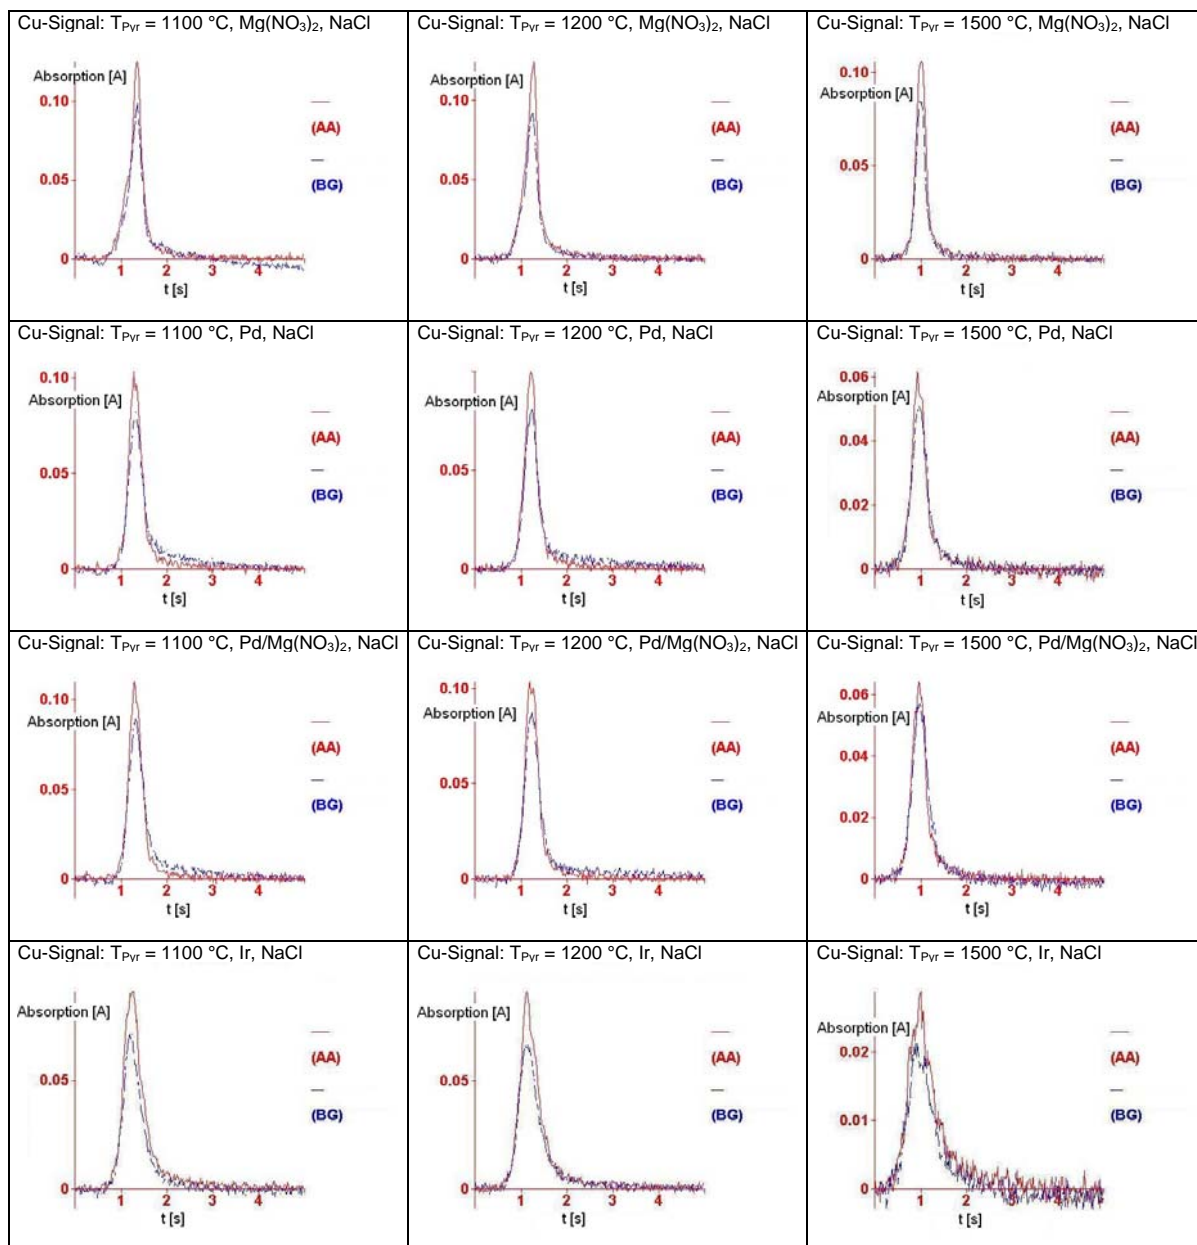 Cu-Signal: TPyr = 1100 °C, Mg(NO3)2, NaCl
Absorption [A]
0.10
0.05
0
1 2 3 4
t [s]
(AA)
(BG)
Cu-Signal: TPyr = 1200 °C, Mg(NO3)2, NaCl
Absorption [A]
0.10
0.05
0
1 2 3 4
t [s]
(AA)
(BG)
Cu-Signal: TPyr = 1500 °C, Mg(NO3)2, NaCl
0.10
Absorption [A]
0.05
0
1 2 3 4
t [s]
(AA)
(BG)
Cu-Signal: TPyr = 1100 °C, Pd, NaCl
0.10
Absorption [A]
0.05
0
1 2 3 4
t [s]
(AA)
(BG)
Cu-Signal: TPyr = 1200 °C, Pd, NaCl
Absorption [A]
0.05
0
1 2 3 4
t [s]
(AA)
(BG)
Cu-Signal: TPyr = 1500 °C, Pd, NaCl
0.06
Absorption [A]
0.04
0.02
0
1 2 3 4
t [s]
(AA)
(BG)
Cu-Signal: TPyr = 1100 °C, Pd/Mg(NO3)2, NaCl
0.10
Absorption [A]
0.05
0
1 2 3 4
t [s]
(AA)
(BG)
Cu-Signal: TPyr = 1200 °C, Pd/Mg(NO3)2, NaCl
0.10
Absorption [A]
0.05
0
1 2 3 4
t [s]
(AA)
(BG)
Cu-Signal: TPyr = 1500 °C, Pd/Mg(NO3)2, NaCl
0.06
Absorption [A]
0.04
0.02
0
1 2 3 4
t [s]
(AA)
(BG)
Cu-Signal: TPyr = 1100 °C, Ir, NaCl
Absorption [A]
0.05
0
1 2 3 4
t [s]
(AA)
(BG)
Cu-Signal: TPyr = 1200 °C, Ir, NaCl
Absorption [A]
0.05
0
1 2 3 4
t [s]
(AA)
(BG)
Cu-Signal: TPyr = 1500 °C, Ir, NaCl
Absorption [A]
0.02
0.01
0
1 2 3 4
t [s]
(AA)
(BG)